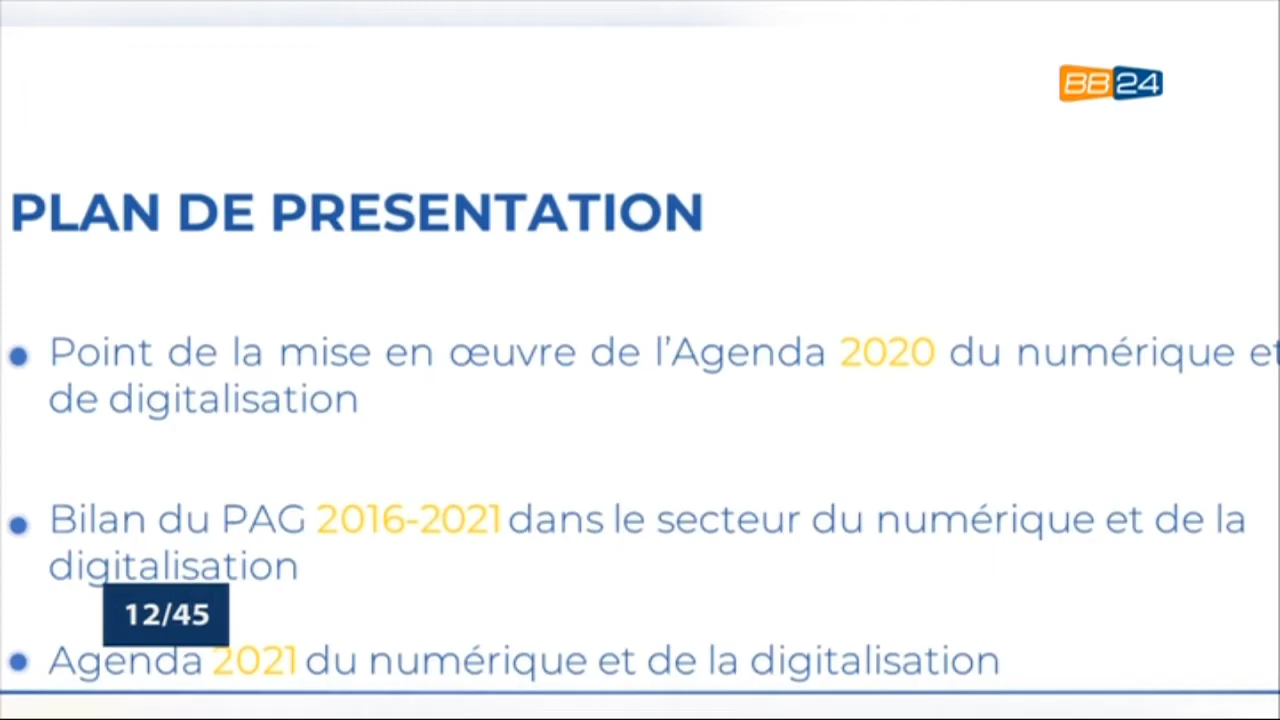 BB24
PLAN DE PRESENTATION
Point de la mise en œuvre de l’Agenda 2020 du numérique et
de digitalisation
Bilan du PAG 2016-2021 dans le secteur du numérique et de la
digitalisation
12/45
Agenda 2021 du numérique et de la digitalisation